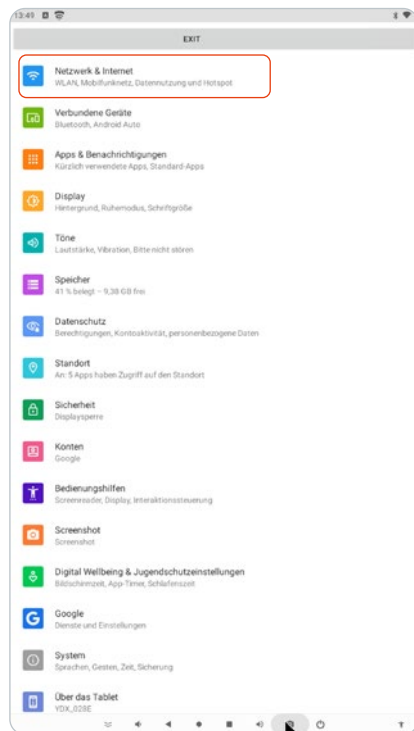 13:49
EXIT
Netzwerk & Internet
WLAN, Mobilfunknetz, Datennutzung und Hotspot
Verbundene Geräte
Bluetooth, Android Auto
Apps & Benachrichtigungen
Kürzlich verwendete Apps, Standard-Apps
Display
Hintergrund, Ruhemodus, Schriftgröße
Töne
Lautstärke, Vibration, Bitte nicht stören
Speicher
41 % belegt – 9,38 GB frei
Datenschutz
Berechtigungen, Kontoaktivität, personenbezogene Daten
Standort
An: 5 Apps haben Zugriff auf den Standort
Sicherheit
Displaysperre
Konten
Google
Bedienungshilfen
Screenreader, Display, Interaktionssteuerung
Screenshot
Screenshot
Digital Wellbeing & Jugendschutzeinstellungen
Bildschirmzeit, App-Timer, Schlafenszeit
Google
Dienste und Einstellungen
System
Sprachen, Gesten, Zeit, Sicherung
Über das Tablet
YDX_028E